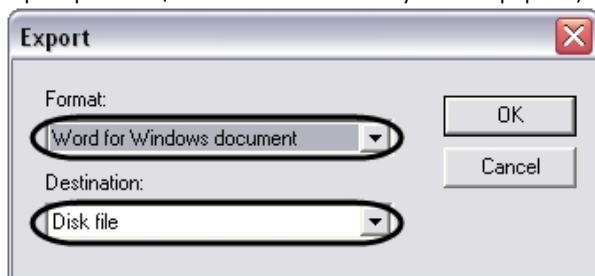 Export
Format:
Word for Windows document
OK
Cancel
Destination:
Disk file